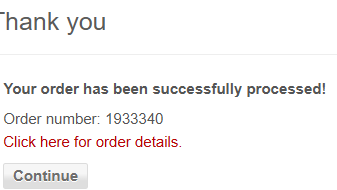 Thank you
Your order has been successfully processed!
Order number: 1933340
Click here for order details.
Continue